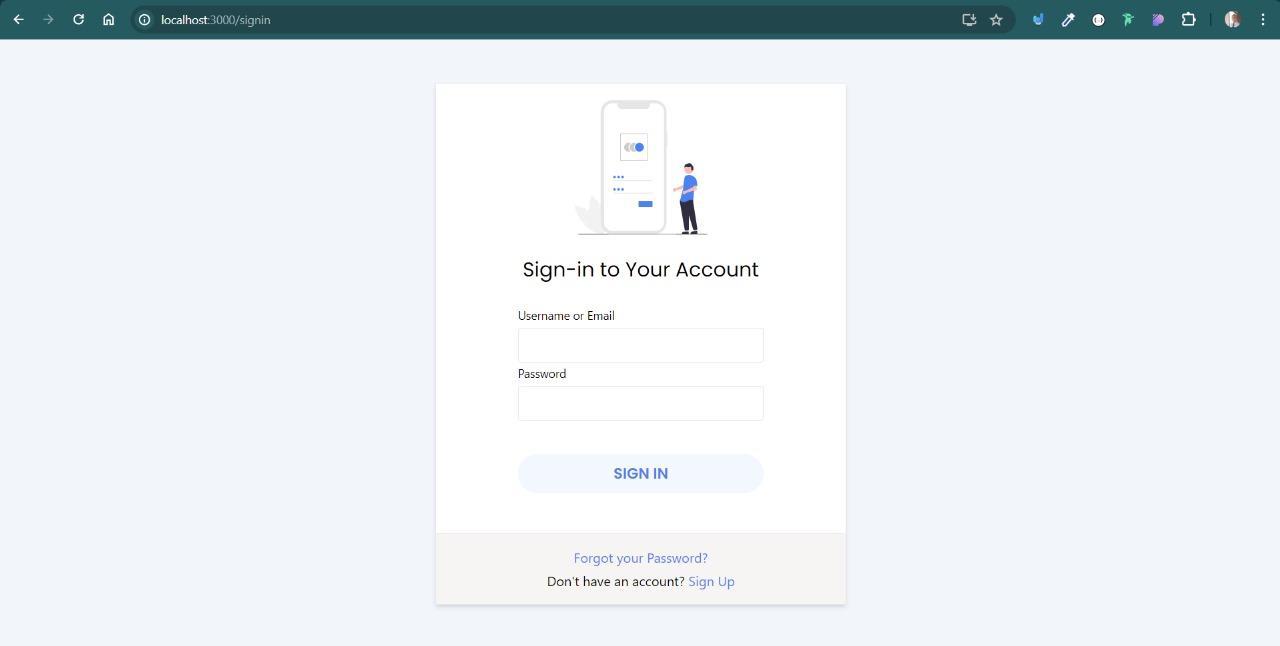 localhost:3000/signin
Sign-in to Your Account
Username or Email
Password
SIGN IN
Forgot your Password?
Don't have an account? Sign Up